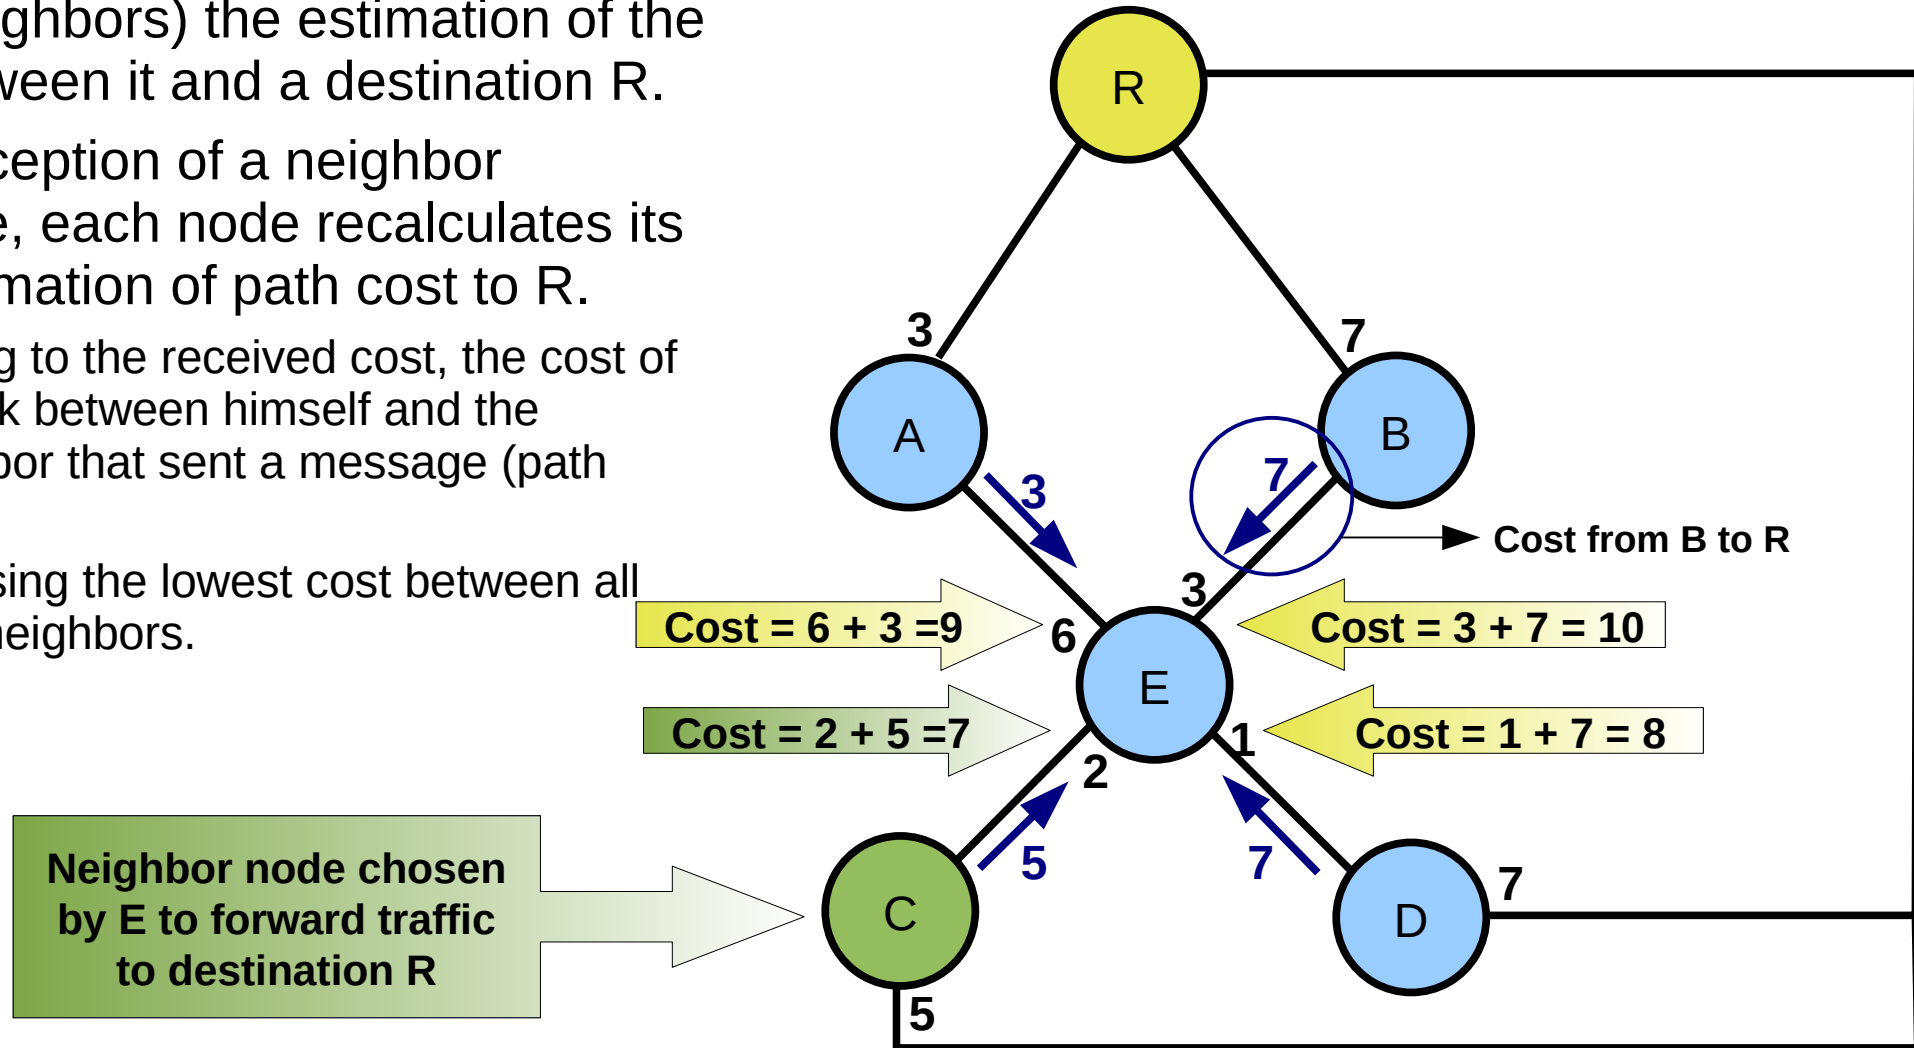 ghbors) the estimation of the
ween it and a destination R.
ception of a neighbor
e, each node recalculates its
mation of path cost to R.
g to the received cost, the cost of
k between himself and the
bor that sent a message (path
sing the lowest cost between all
neighbors.
R
3
7
A
B
3
7
Cost from B to R
3
Cost = 6 + 3 =9
6
Cost = 3 + 7 = 10
E
Cost = 2 + 5 =7
1
Cost = 1 + 7 = 8
2
Neighbor node chosen
by E to forward traffic
to destination R
5
7
7
C
D
5